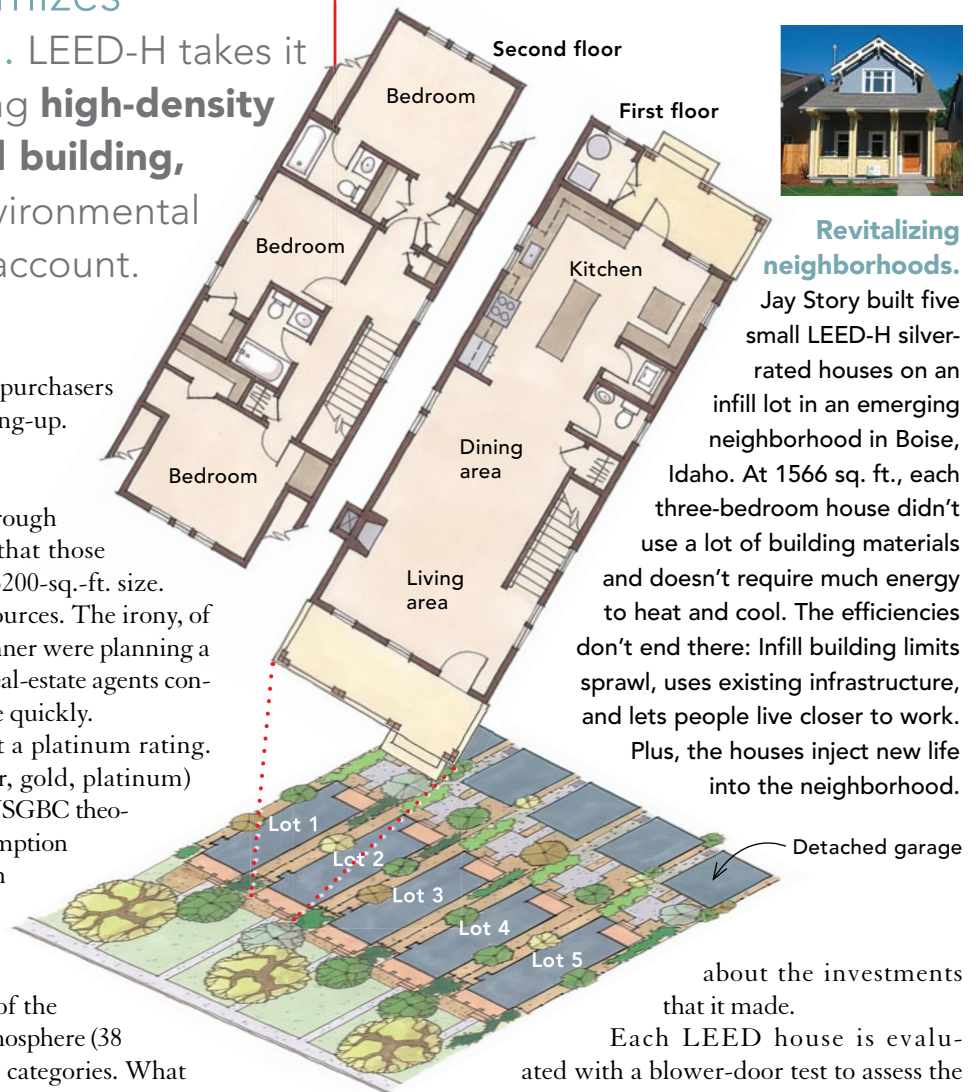 mizes
. LEED-H takes it
ng high-density
building,
vironmental
account.
purchasers
ng-up.
rough
that those
200-sq.-ft. size.
ources. The irony, of
nner were planning a
eal-estate agents con-
e quickly.
t a platinum rating.
r, gold, platinum)
SGBC theo-
mption
of the
nosphere (38
categories. What
Second floor
Bedroom
Bedroom
Bedroom
First floor
Kitchen
Dining
area
Living
area
Revitalizing
neighborhoods.
Jay Story built five
small LEED-H silver-
rated houses on an
infill lot in an emerging
neighborhood in Boise,
Idaho. At 1566 sq. ft., each
three-bedroom house didn’t
use a lot of building materials
and doesn’t require much energy
to heat and cool. The efficiencies
don’t end there: Infill building limits
sprawl, uses existing infrastructure,
and lets people live closer to work.
Plus, the houses inject new life
into the neighborhood.
Lot 1
Lot 2
Lot 3
Lot 4
Lot 5
Detached garage
about the investments
that it made.
Each LEED house is evalu-
ated with a blower-door test to assess the